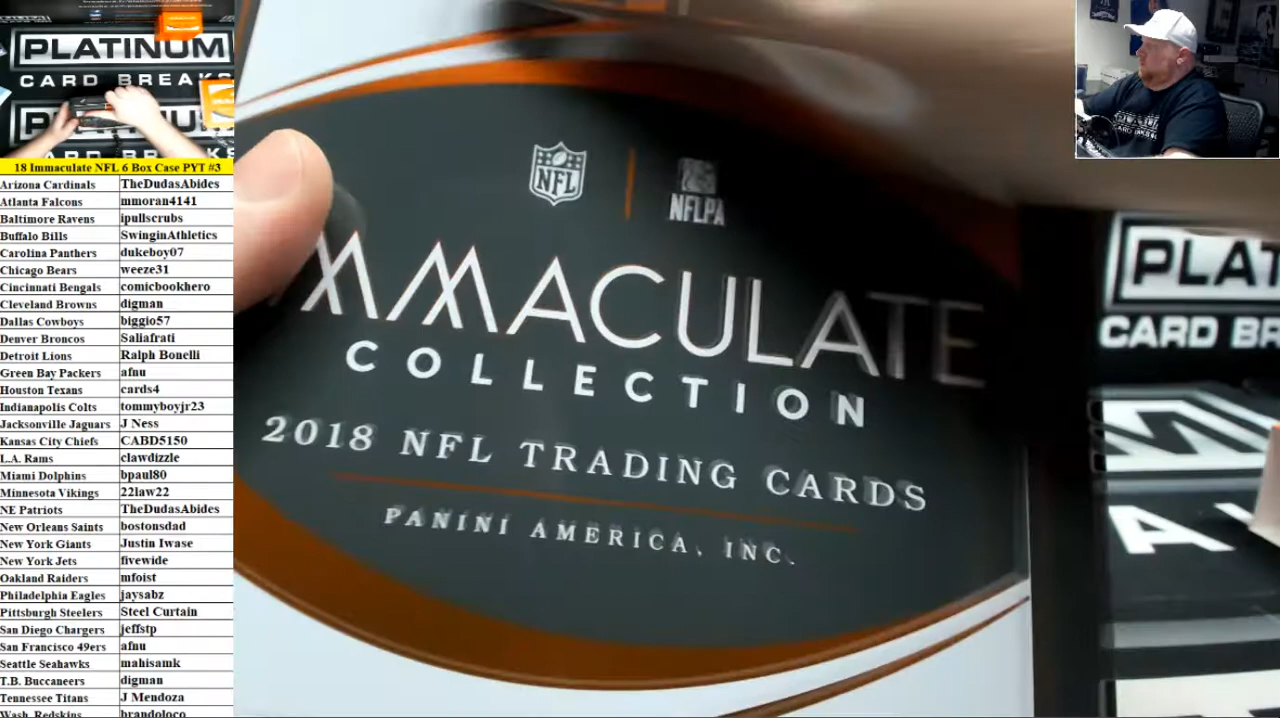 PLATINUM
CARD BREAKS
18 Immaculate NFL 6 Box Case PYT #3
Arizona Cardinals TheDudasAbides
Atlanta Falcons mmoran4141
Baltimore Ravens ipullscrubs
Buffalo Bills SwinginAthletics
Carolina Panthers dukeboy07
Chicago Bears weeze31
Cincinnati Bengals comicbookhero
Cleveland Browns digman
Dallas Cowboys biggio57
Denver Broncos Saliafrati
Detroit Lions Ralph Bonelli
Green Bay Packers afnu
Houston Texans cards4
Indianapolis Colts tommyboyjr23
Jacksonville Jaguars J Ness
Kansas City Chiefs CABD5150
L.A. Rams clawdizzle
Miami Dolphins bpaul80
Minnesota Vikings 22law22
NE Patriots TheDudasAbides
New Orleans Saints bostonsdad
New York Giants Justin Iwase
New York Jets fivewide
Oakland Raiders mfoist
Philadelphia Eagles jaysabz
Pittsburgh Steelers Steel Curtain
San Diego Chargers jeffstp
San Francisco 49ers afnu
Seattle Seahawks mahisamk
T.B. Buccaneers digman
Tennessee Titans J Mendoza
Wash. Redskins brandoloco
NFL
NFLPA
IMMACULATE
COLLECTION
2018 NFL TRADING CARDS
PANINI AMERICA, INC.
PLAT
CARD BR